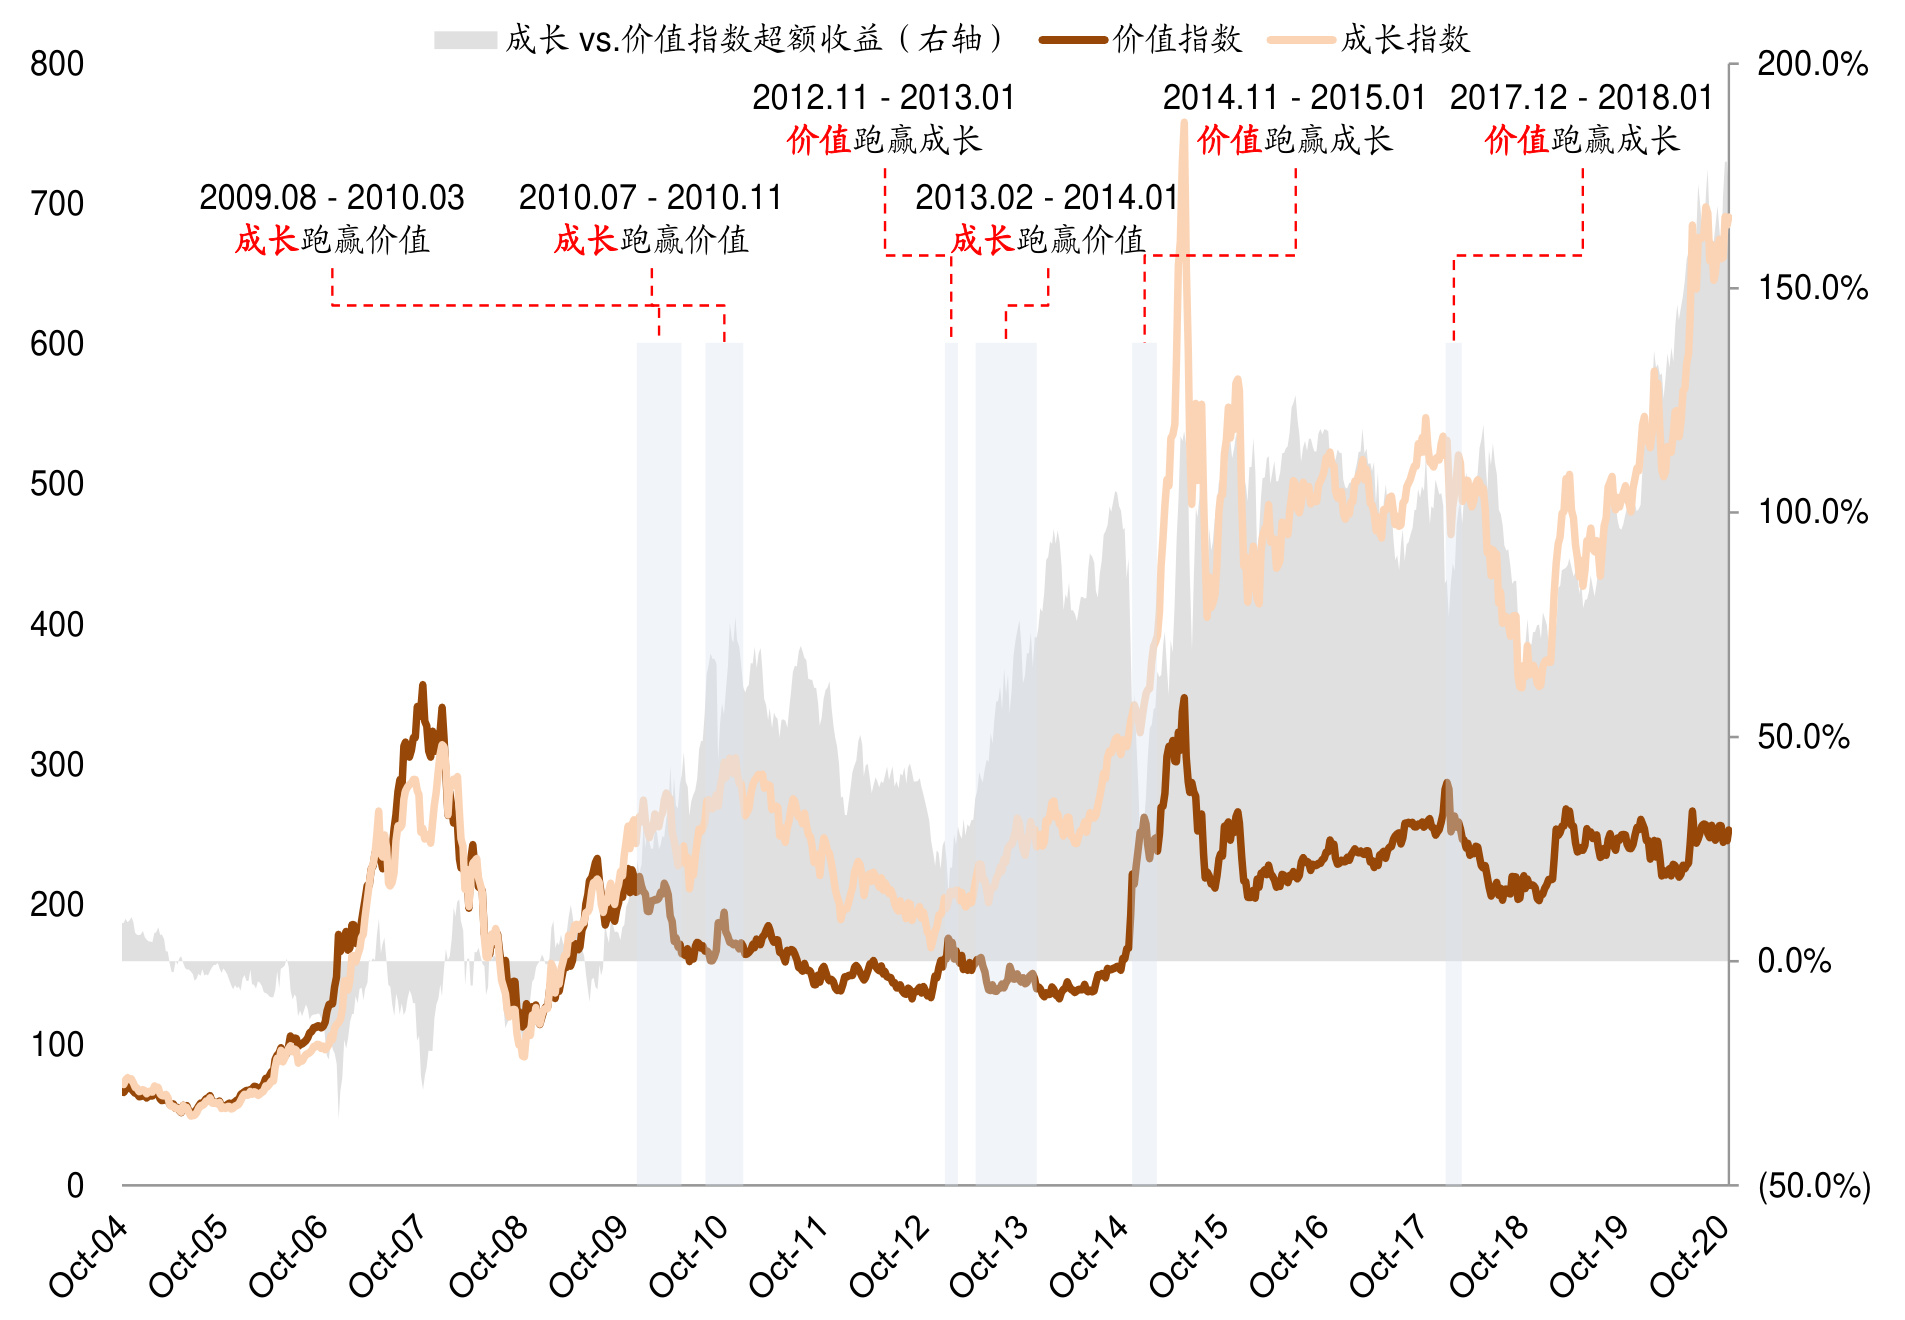 成长 vs.价值指数超额收益（右轴） 价值指数 成长指数
800
700
600
500
400
300
200
100
0
200.0%
150.0%
100.0%
50.0%
0.0%
(50.0%)
2012.11 - 2013.01
价值跑赢成长
2014.11 - 2015.01
价值跑赢成长
2017.12 - 2018.01
价值跑赢成长
2009.08 - 2010.03
成长跑赢价值
2010.07 - 2010.11
成长跑赢价值
2013.02 - 2014.01
成长跑赢价值
Oct-04
Oct-05
Oct-06
Oct-07
Oct-08
Oct-09
Oct-10
Oct-11
Oct-12
Oct-13
Oct-14
Oct-15
Oct-16
Oct-17
Oct-18
Oct-19
Oct-20